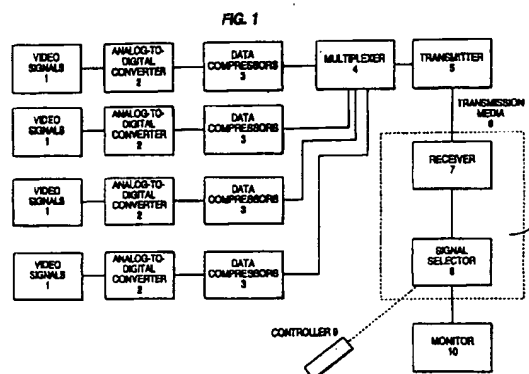 FIG. 1
VIDEO
SIGNALS
1
ANALOG-TO-
DIGITAL
CONVERTER
2
DATA
COMPRESSORS
3
MULTIPLEXER
4
TRANSMITTER
5
VIDEO
SIGNALS
1
ANALOG-TO-
DIGITAL
CONVERTER
2
DATA
COMPRESSORS
3
TRANSMISSION
MEDIA
6
RECEIVER
7
VIDEO
SIGNALS
1
ANALOG-TO-
DIGITAL
CONVERTER
2
DATA
COMPRESSORS
3
VIDEO
SIGNALS
1
ANALOG-TO-
DIGITAL
CONVERTER
2
DATA
COMPRESSORS
3
SIGNAL
SELECTOR
8
CONTROLLER 9
MONITOR
10